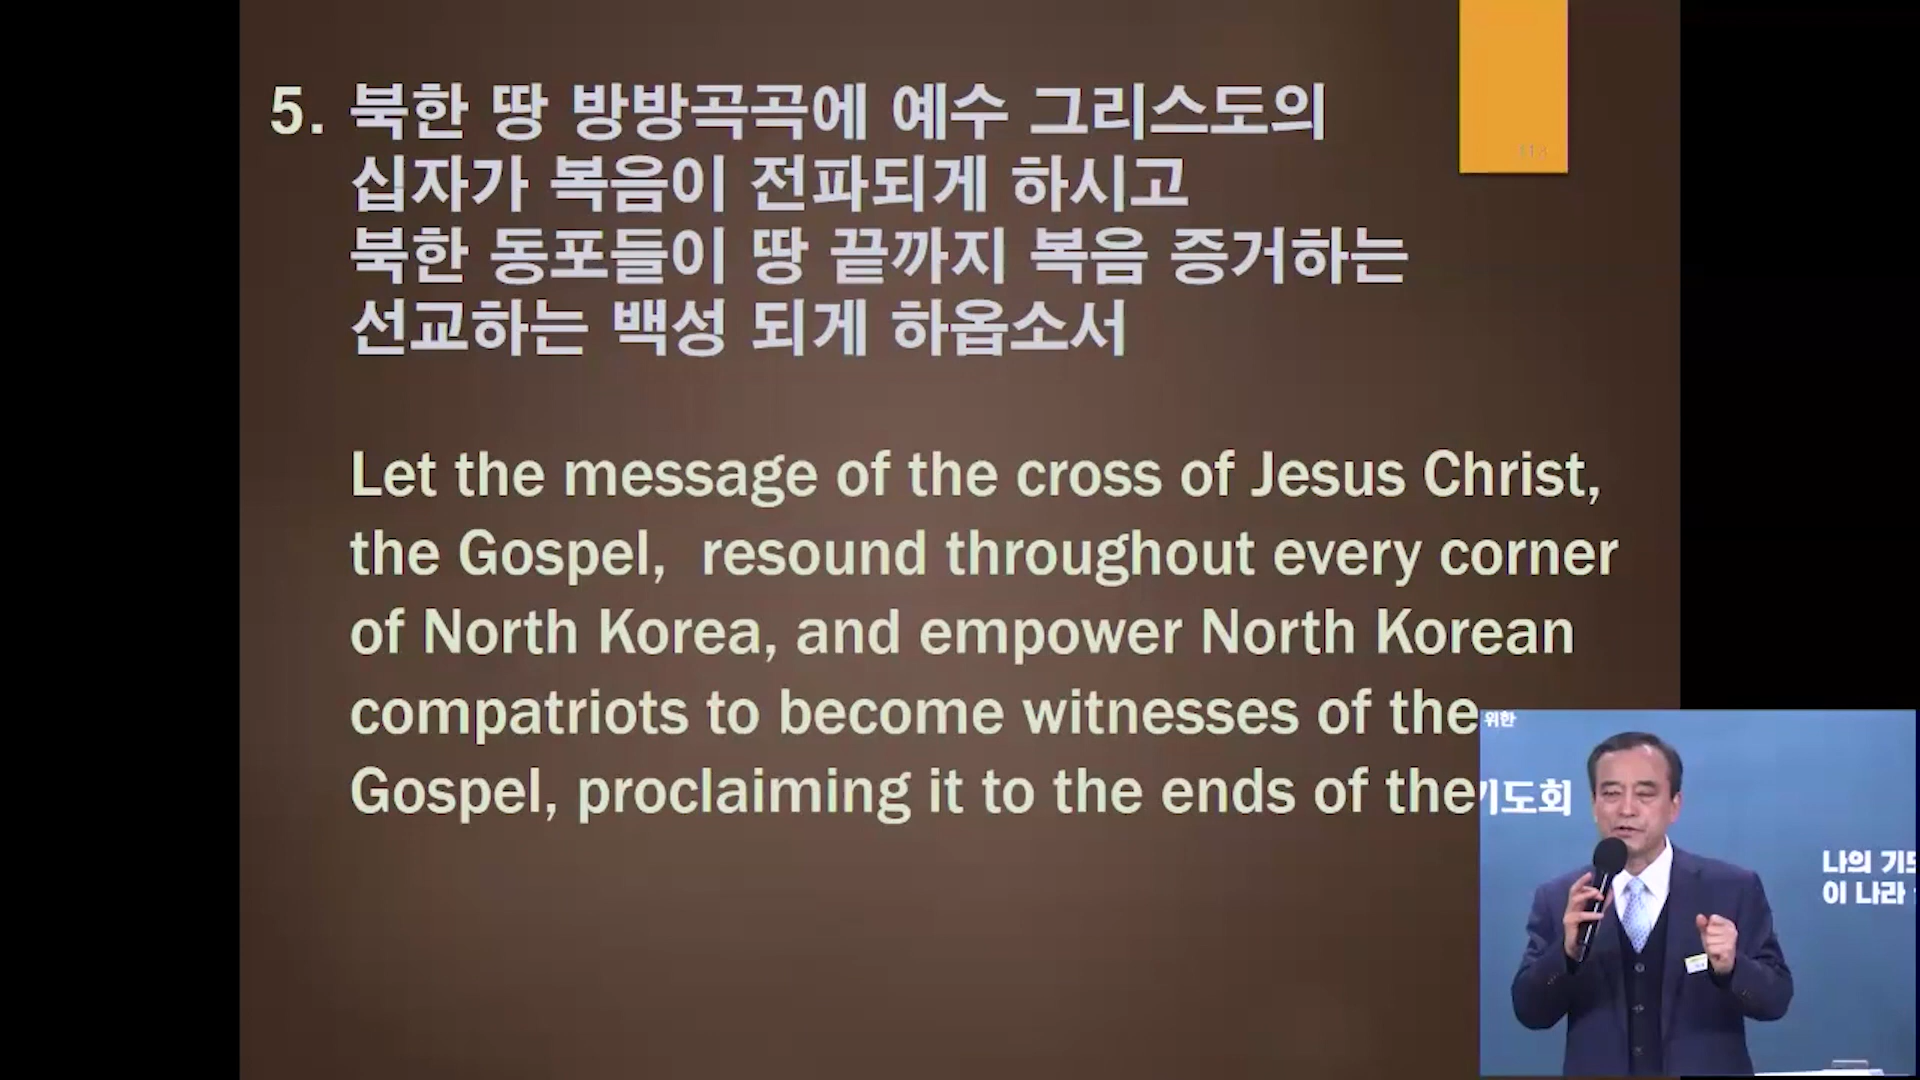 5. 북한 땅 방방곡곡에 예수 그리스도의
십자가 복음이 전파되게 하시고
북한 동포들이 땅 끝까지 복음 증거하는
선교하는 백성 되게 하옵소서
Let the message of the cross of Jesus Christ,
the Gospel, resound throughout every corner
of North Korea, and empower North Korean
compatriots to become witnesses of the
Gospel, proclaiming it to the ends of the
위한
기도회
나의
이 나라